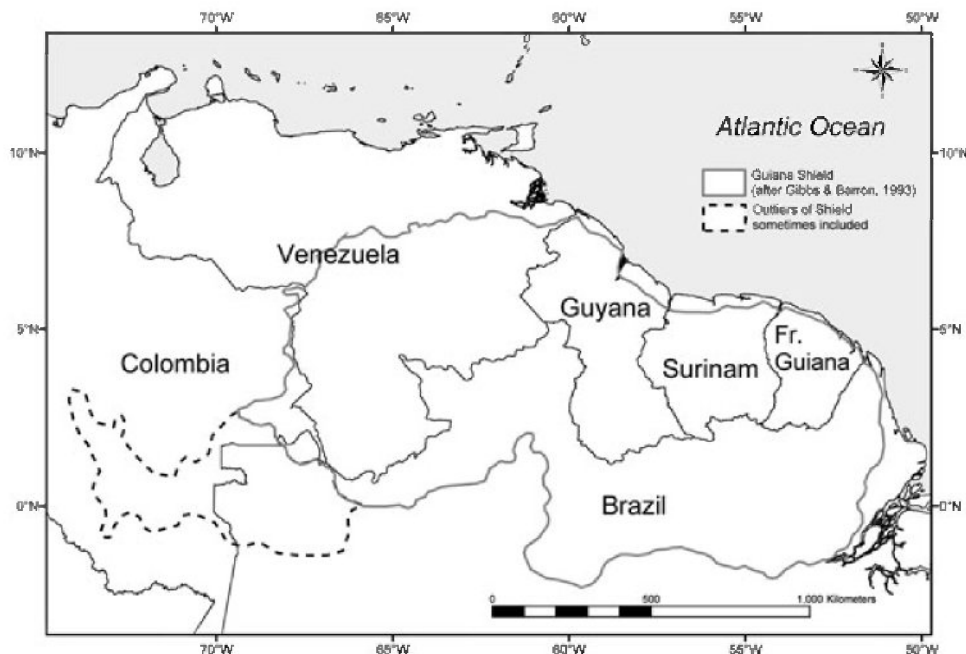 70°W 65°W 60°W 55°W 50°W
Atlantic Ocean
10°N 10°N
Guiana Shield
(after Gibbs & Barron, 1993)
Outliers of Shield
sometimes included
Venezuela
Guyana
5°N 5°N
Colombia
Fr.
Guiana
Surinam
Brazil
0°N 0°N
0 500 1,000 Kilometers
70°W 65°W 60°W 55°W 50°W